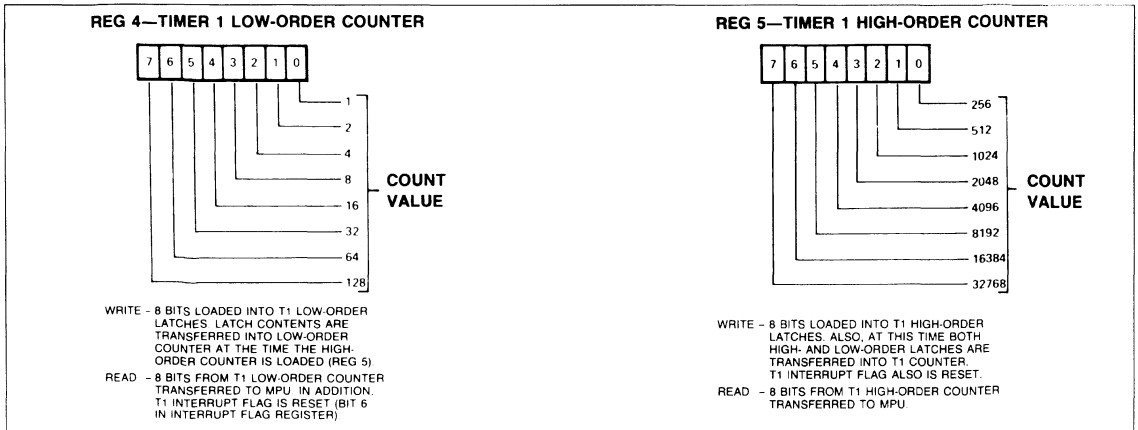 REG 4—TIMER 1 LOW-ORDER COUNTER
7 6 5 4 3 2 1 0
1
2
4
8
16
32
64
128
COUNT
VALUE
WRITE – 8 BITS LOADED INTO T1 LOW-ORDER
LATCHES. LATCH CONTENTS ARE
TRANSFERRED INTO LOW-ORDER
COUNTER AT THE TIME THE HIGH-
ORDER COUNTER IS LOADED (REG 5).
READ – 8 BITS FROM T1 LOW-ORDER COUNTER
TRANSFERRED TO MPU. IN ADDITION.
T1 INTERRUPT FLAG IS RESET (BIT 6
IN INTERRUPT FLAG REGISTER)
REG 5—TIMER 1 HIGH-ORDER COUNTER
7 6 5 4 3 2 1 0
256
512
1024
2048
4096
8192
16384
32768
COUNT
VALUE
WRITE – 8 BITS LOADED INTO T1 HIGH-ORDER
LATCHES. ALSO, AT THIS TIME BOTH
HIGH- AND LOW-ORDER LATCHES ARE
TRANSFERRED INTO T1 COUNTER.
T1 INTERRUPT FLAG ALSO IS RESET.
READ – 8 BITS FROM T1 HIGH-ORDER COUNTER
TRANSFERRED TO MPU.